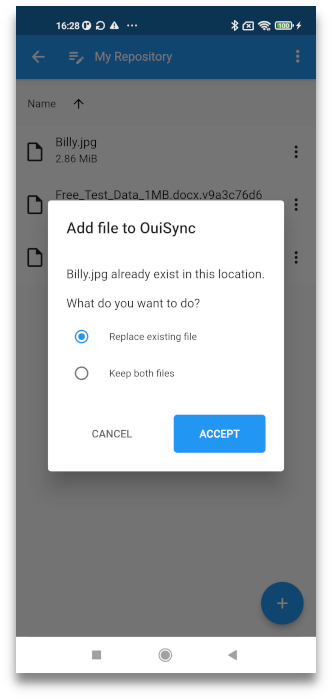 16:28
100
My Repository
Name
Billy.jpg
2.86 MiB
Free_Test_Data_1MB.docx.v9a3c76d6
Add file to OuiSync
Billy.jpg already exist in this location.
What do you want to do?
Replace existing file
Keep both files
CANCEL
ACCEPT